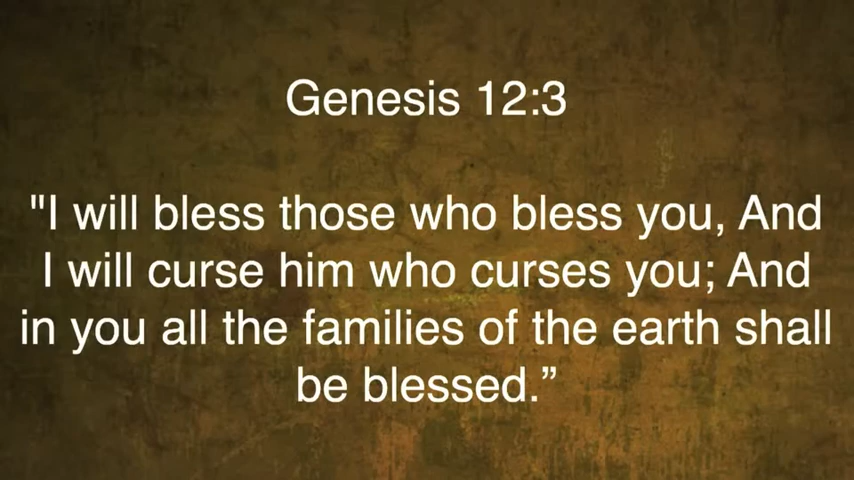 Genesis 12:3
"I will bless those who bless you, And
I will curse him who curses you; And
in you all the families of the earth shall
be blessed.”